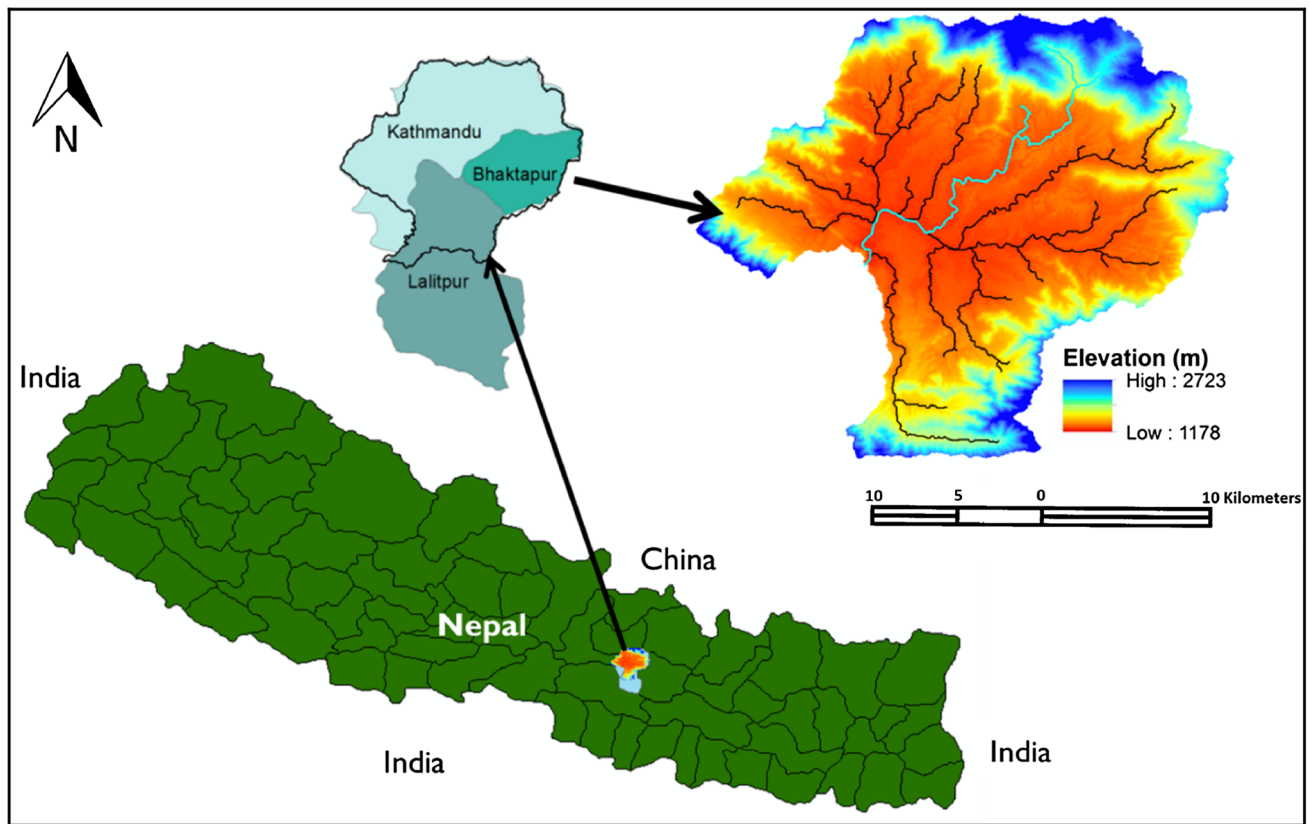 N
Kathmandu
Bhaktapur
Lalitpur
Elevation (m)
High : 2723
Low : 1178
10 5 0 10 Kilometers
India
China
Nepal
India
India